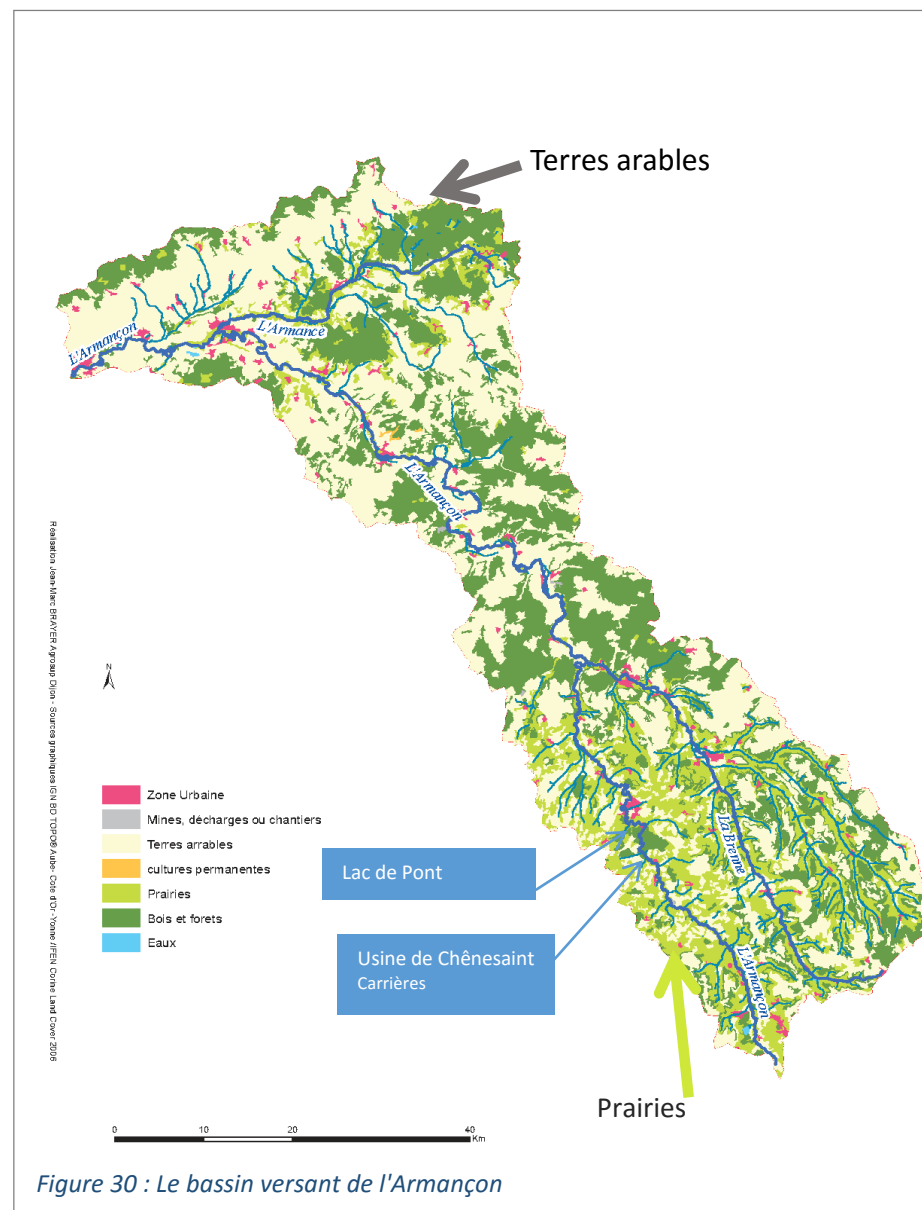 Terres arables
L'Armançon
L'Armance
L'Armançon
Réalisation Jean-Marc BRAYER Agrosup Dijon - Sources graphiques IGN BD TOPO® Aube- Cote d'Or -Yonne //IFEN Corine Land Cover 2006
N
Zone Urbaine
Mines, décharges ou chantiers
Terres arrables
cultures permanentes
Prairies
Bois et forets
Eaux
La Brenne
Lac de Pont
Usine de Chênesaint
Carrières
L'Armançon
Prairies
0 10 20 40
Km
Figure 30 : Le bassin versant de l'Armançon